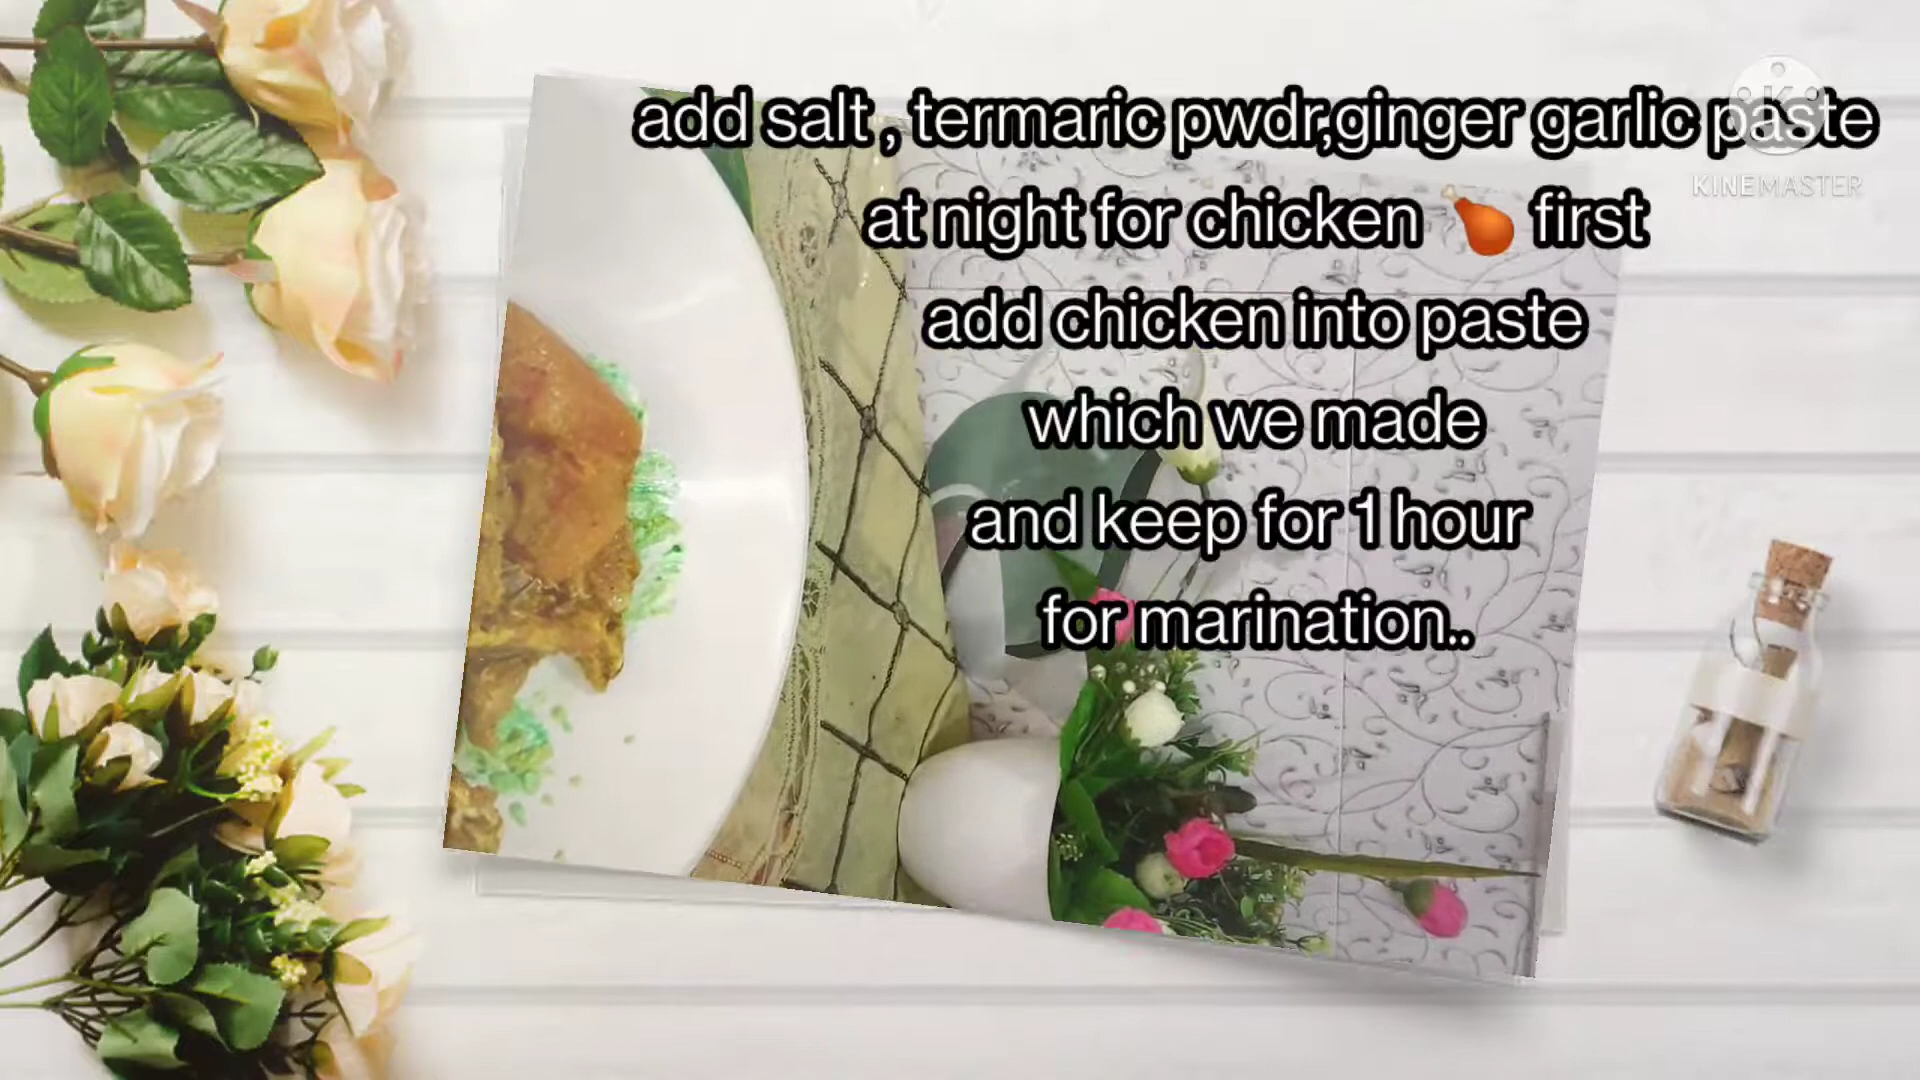 add salt , termaric pwdr,ginger garlic paste
at night for chicken 🍗 first
add chicken into paste
which we made
and keep for 1 hour
for marination..
KINEMASTER